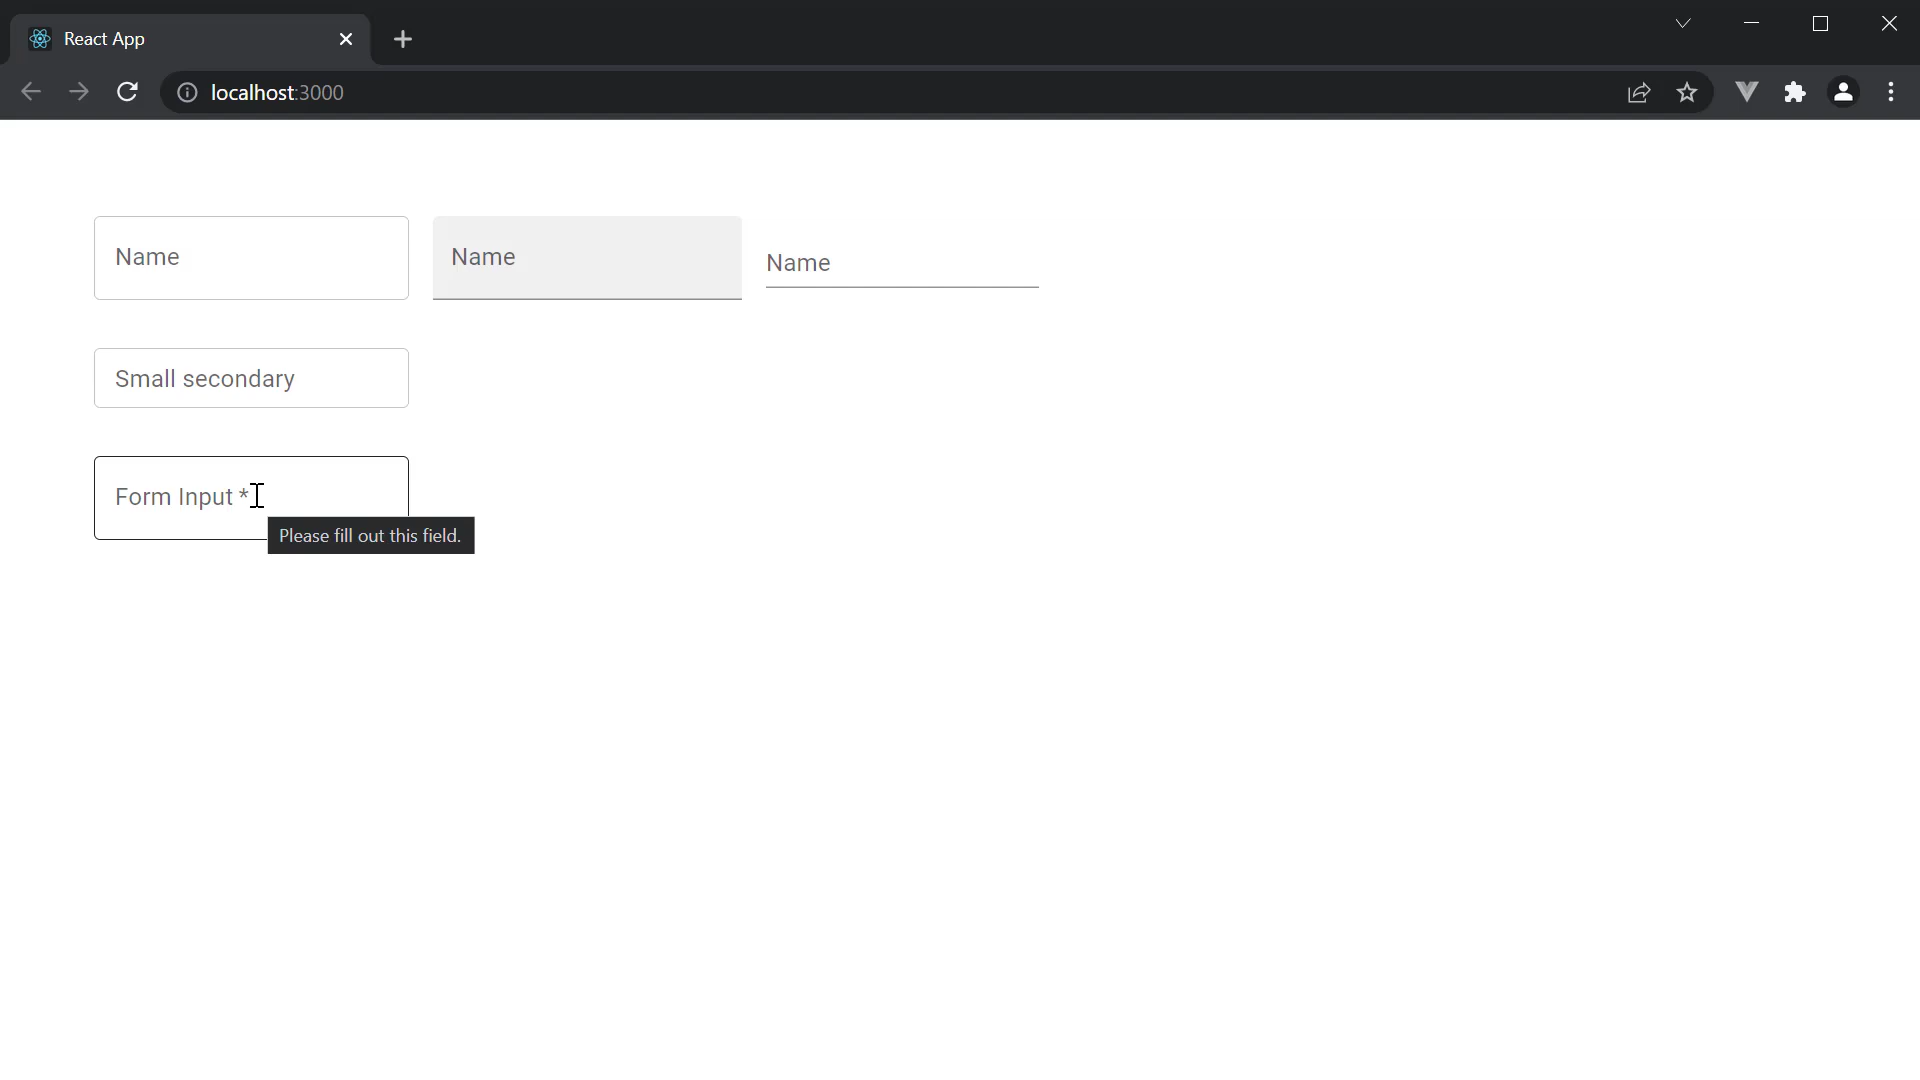 React App
localhost:3000
Name Name Name
Small secondary
Form Input *
Please fill out this field.